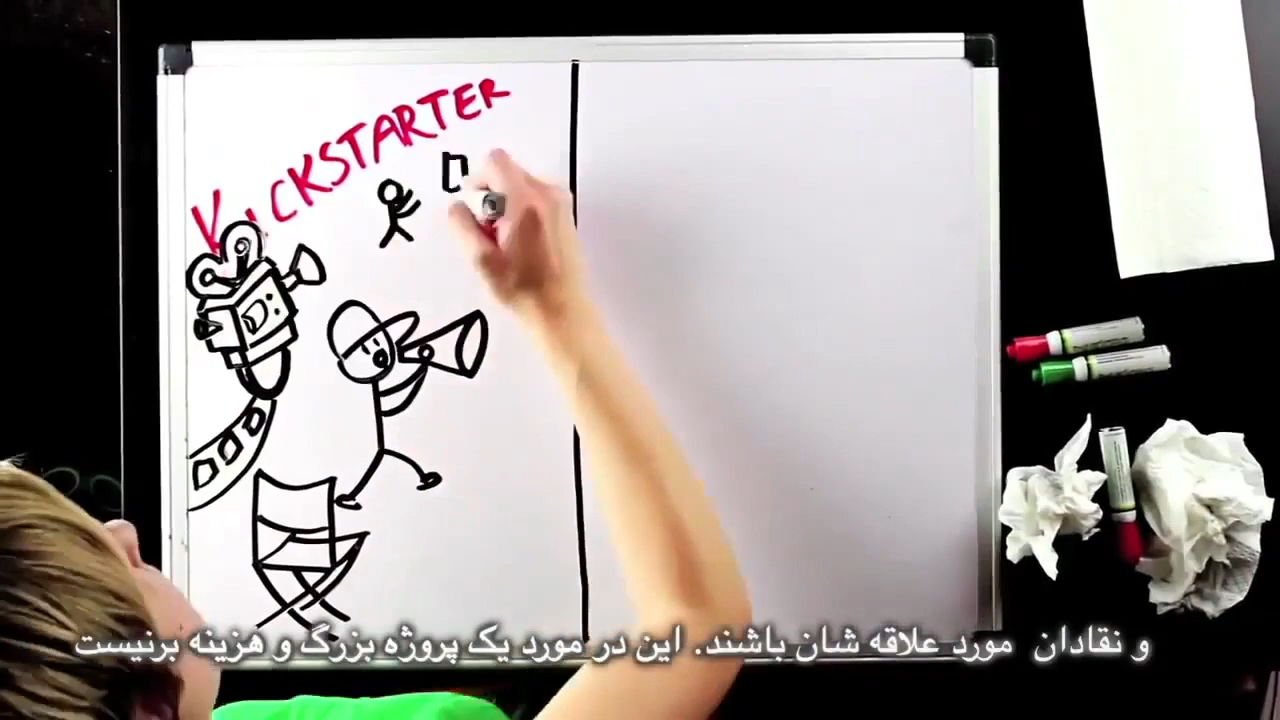 KICKSTARTER
و نقادان مورد علاقه شان باشند. این در مورد یک پروژه بزرگ و هزینه برنیست